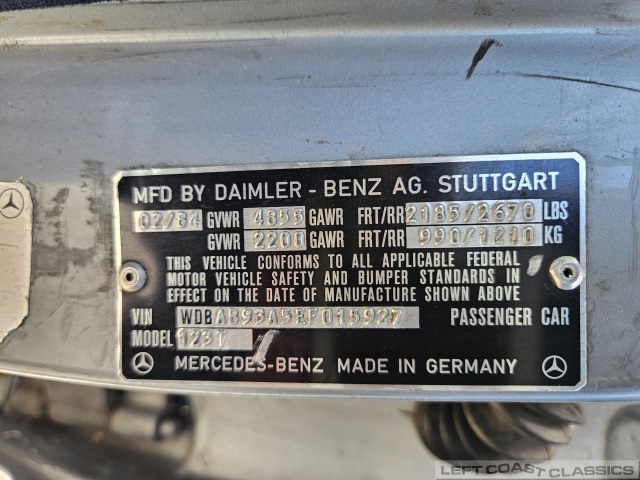 MFD BY DAIMLER - BENZ AG. STUTTGART
02/84 GVWR 4855 GAWR FRT/RR 2185/2670 LBS
GVWR 2200 GAWR FRT/RR 990/1210 KG
THIS VEHICLE CONFORMS TO ALL APPLICABLE FEDERAL
MOTOR VEHICLE SAFETY AND BUMPER STANDARDS IN
EFFECT ON THE DATE OF MANUFACTURE SHOWN ABOVE
VIN WDBAB93A5EF015927 PASSENGER CAR
MODEL 123T
MERCEDES-BENZ MADE IN GERMANY
LEFT COAST CLASSICS